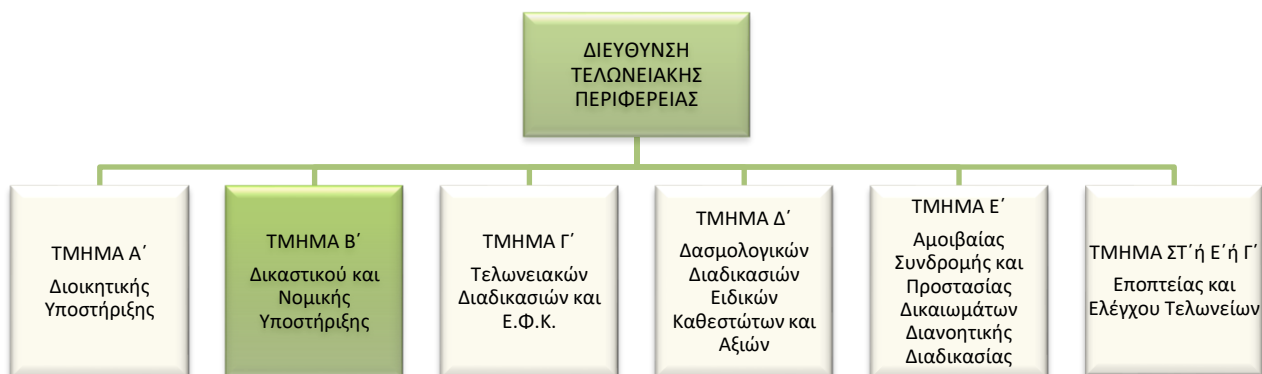 ΔΙΕΥΘΥΝΣΗ
ΤΕΛΩΝΕΙΑΚΗΣ
ΠΕΡΙΦΕΡΕΙΑΣ
ΤΜΗΜΑ Α΄
Διοικητικής
Υποστήριξης
ΤΜΗΜΑ Β΄
Δικαστικού και
Νομικής
Υποστήριξης
ΤΜΗΜΑ Γ΄
Τελωνειακών
Διαδικασιών και
Ε.Φ.Κ.
ΤΜΗΜΑ Δ΄
Δασμολογικών
Διαδικασιών
Ειδικών
Καθεστώτων και
Αξιών
ΤΜΗΜΑ Ε΄
Αμοιβαίας
Συνδρομής και
Προστασίας
Δικαιωμάτων
Διανοητικής
Διαδικασίας
ΤΜΗΜΑ ΣΤ΄ή Ε΄ή Γ΄
Εποπτείας και
Ελέγχου Τελωνείων